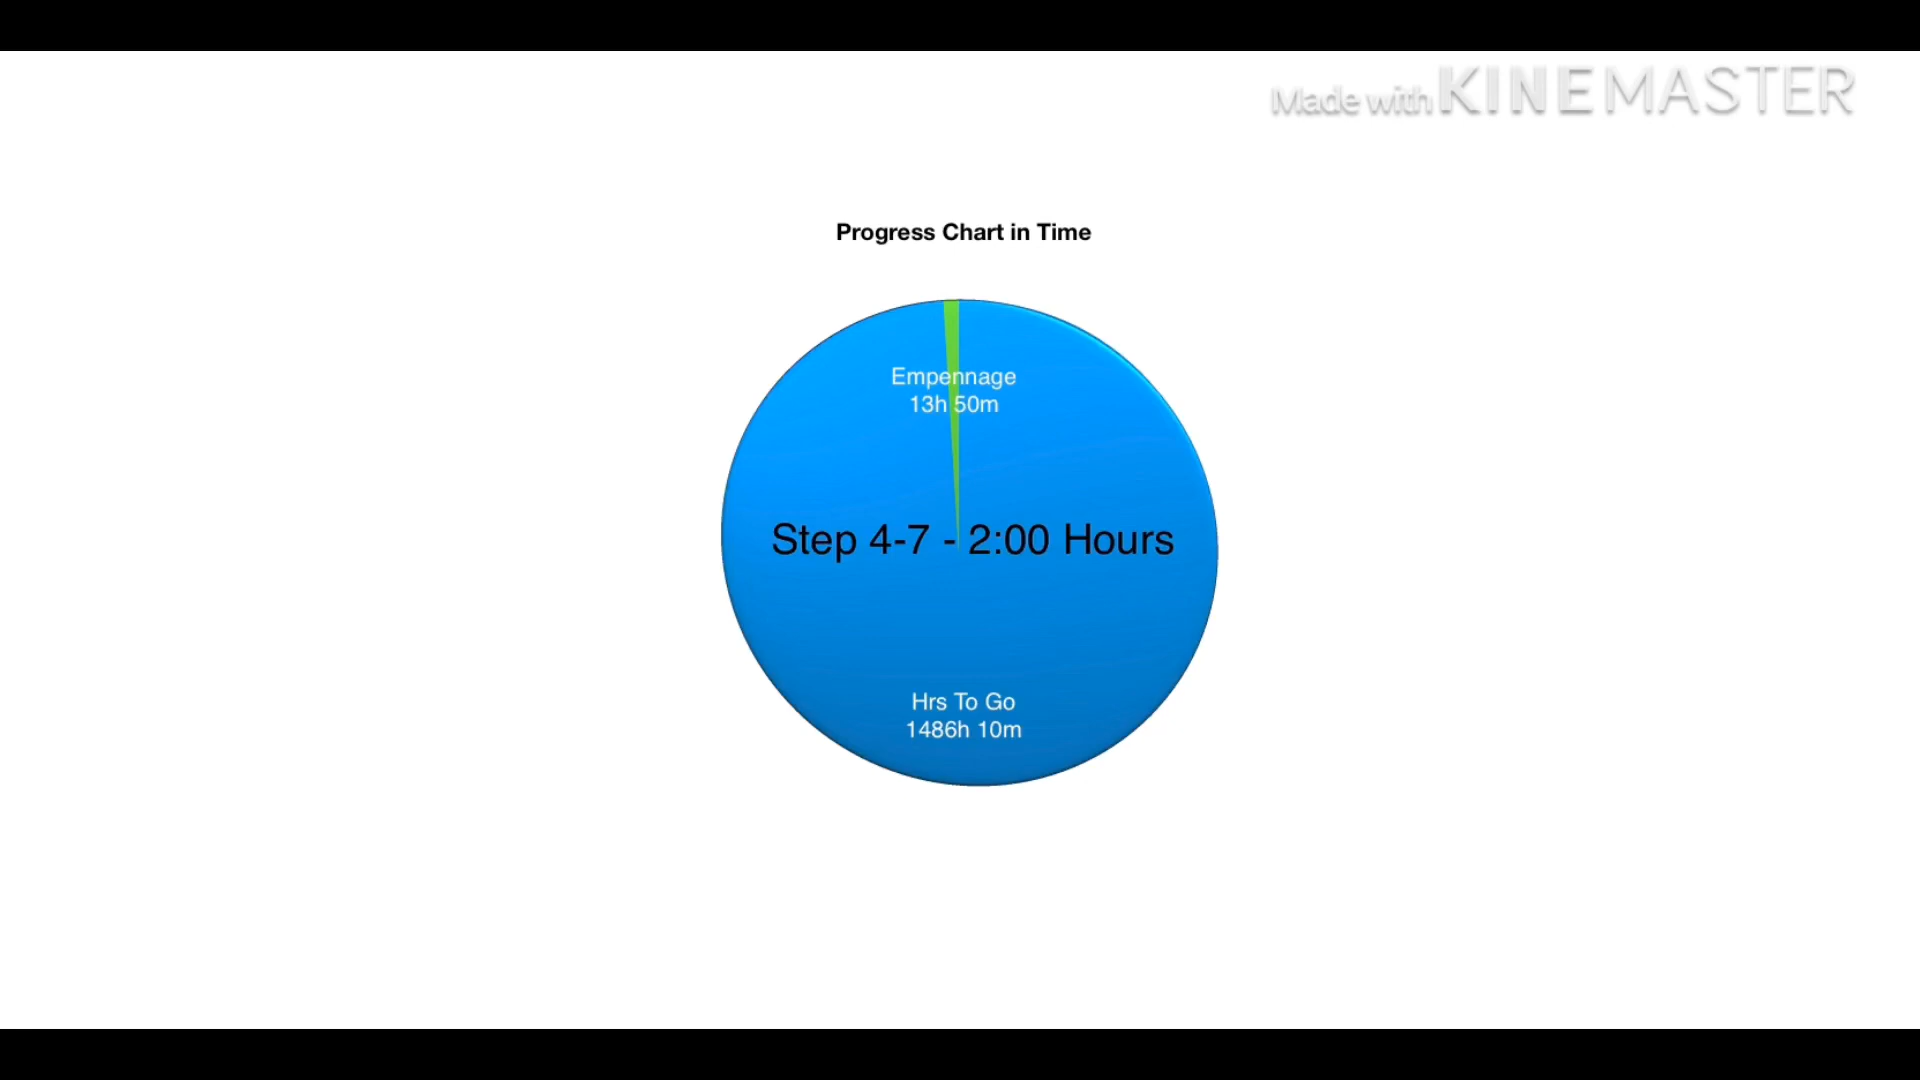 Made with KINEMASTER
Progress Chart in Time
Empennage
13h 50m
Step 4-7 - 2:00 Hours
Hrs To Go
1486h 10m